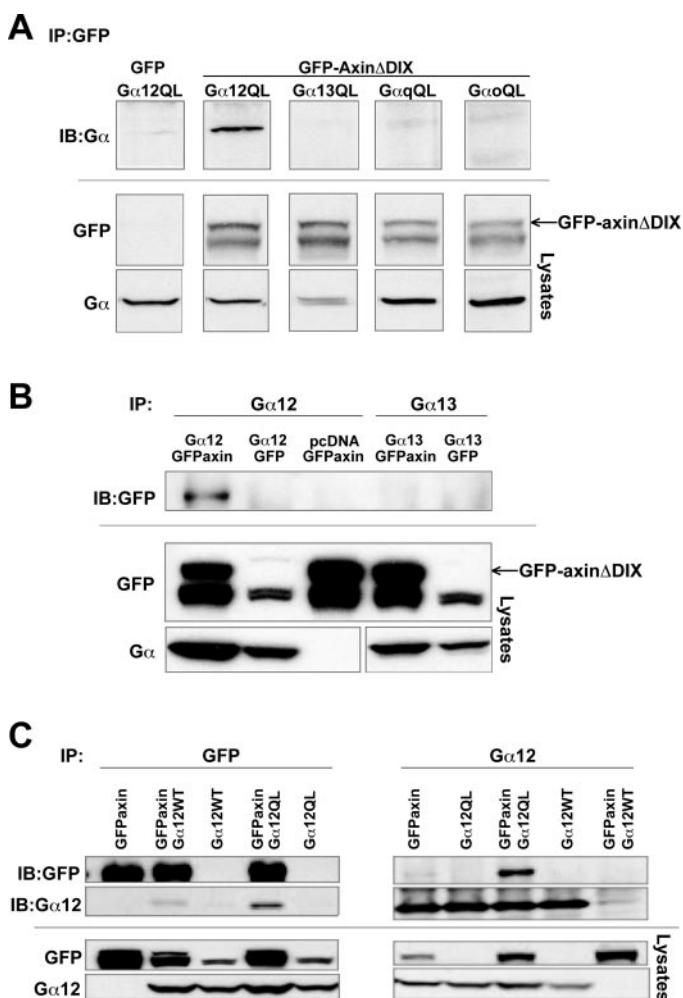 A IP:GFP
GFP GFP-AxinΔDIX
Gα12QL Gα12QL Gα13QL GαqQL GαoQL
IB:Gα
GFP
GFP-axinΔDIX
Gα
Lysates
B IP: Gα12 Gα13
Gα12 Gα12 pcDNA Gα13 Gα13
GFPaxin GFP GFPaxin GFPaxin GFP
IB:GFP
GFP
GFP-axinΔDIX
Gα
Lysates
C IP: GFP Gα12
GFPaxin
GFPaxin
Gα12WT
Gα12WT
GFPaxin
Gα12QL
Gα12QL
GFPaxin
Gα12QL
GFPaxin
Gα12QL
Gα12WT
GFPaxin
Gα12WT
IB:GFP
IB:Gα12
GFP
Gα12
Lysates